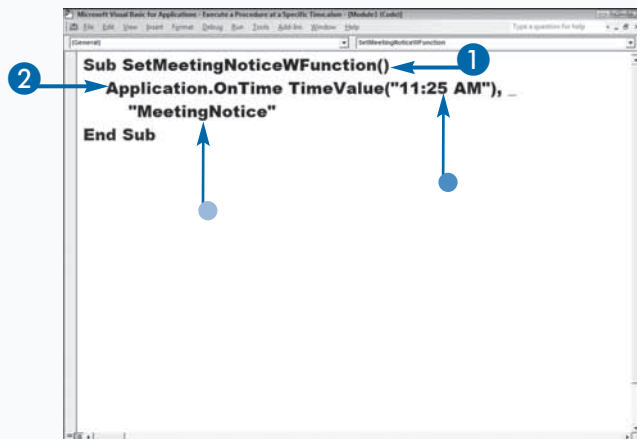 Microsoft Visual Basic for Applications - Execute a Procedure at a Specific Time.xlsm - [Module1 (Code)]
File Edit View Insert Format Debug Run Tools Add-Ins Window Help Type a question for help
(General) SetMeetingNoticeWFunction
Sub SetMeetingNoticeWFunction() 1
2 Application.OnTime TimeValue("11:25 AM"), _
"MeetingNotice"
End Sub